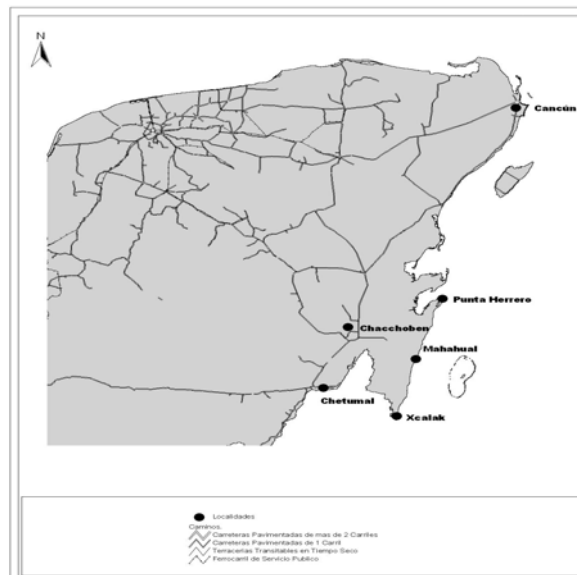 N
Cancún
Punta Herrero
Chacchoben
Mahahual
Chetumal
Xcalak
Localidades
Caminos.
Carreteras Pavimentadas de mas de 2 Carriles
Carreteras Pavimentadas de 1 Carril
Terracerias Transitables en Tiempo Seco
Ferrocarril de Servicio Publico